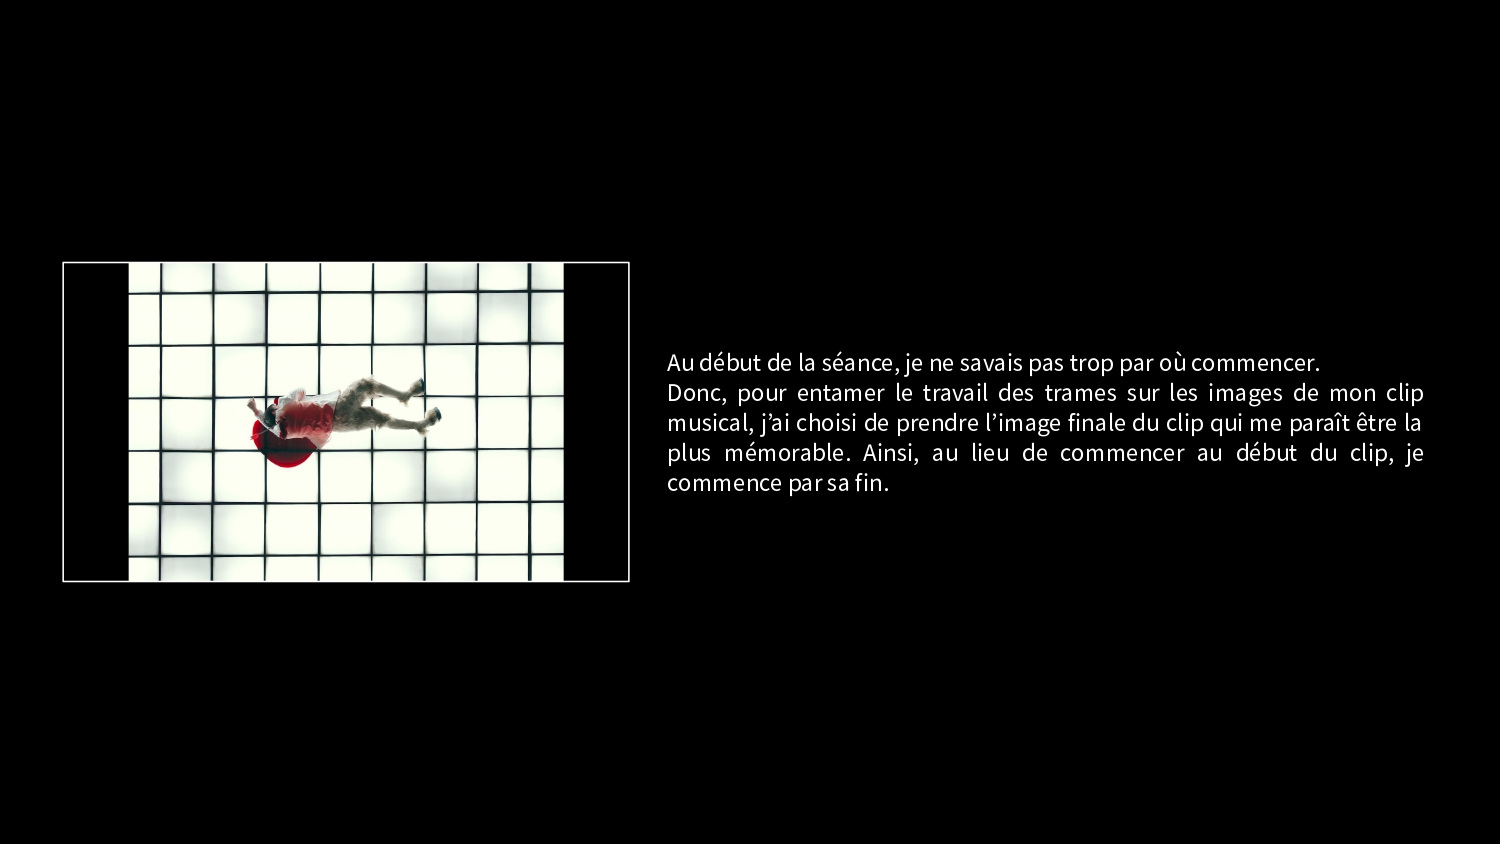 Au début de la séance, je ne savais pas trop par où commencer.
Donc, pour entamer le travail des trames sur les images de mon clip
musical, j’ai choisi de prendre l’image finale du clip qui me paraît être la
plus mémorable. Ainsi, au lieu de commencer au début du clip, je
commence par sa fin.